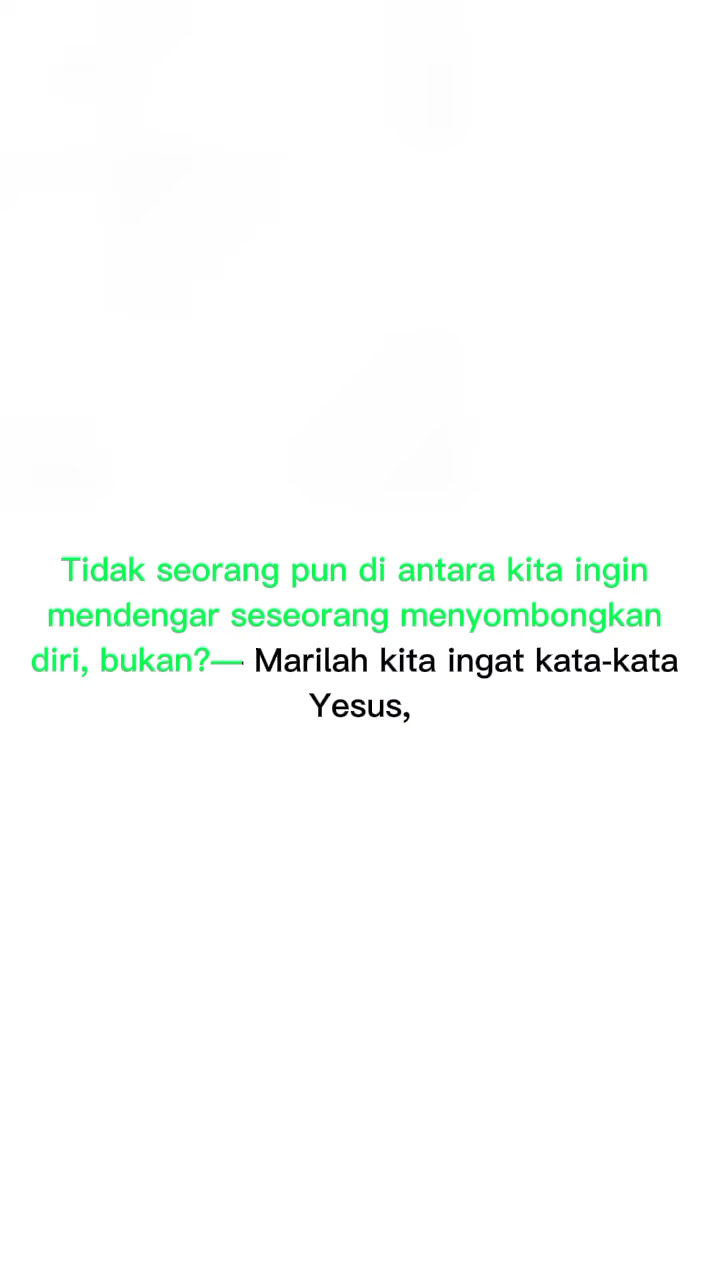 Tidak seorang pun di antara kita ingin
mendengar seseorang menyombongkan
diri, bukan?— Marilah kita ingat kata-kata
Yesus,